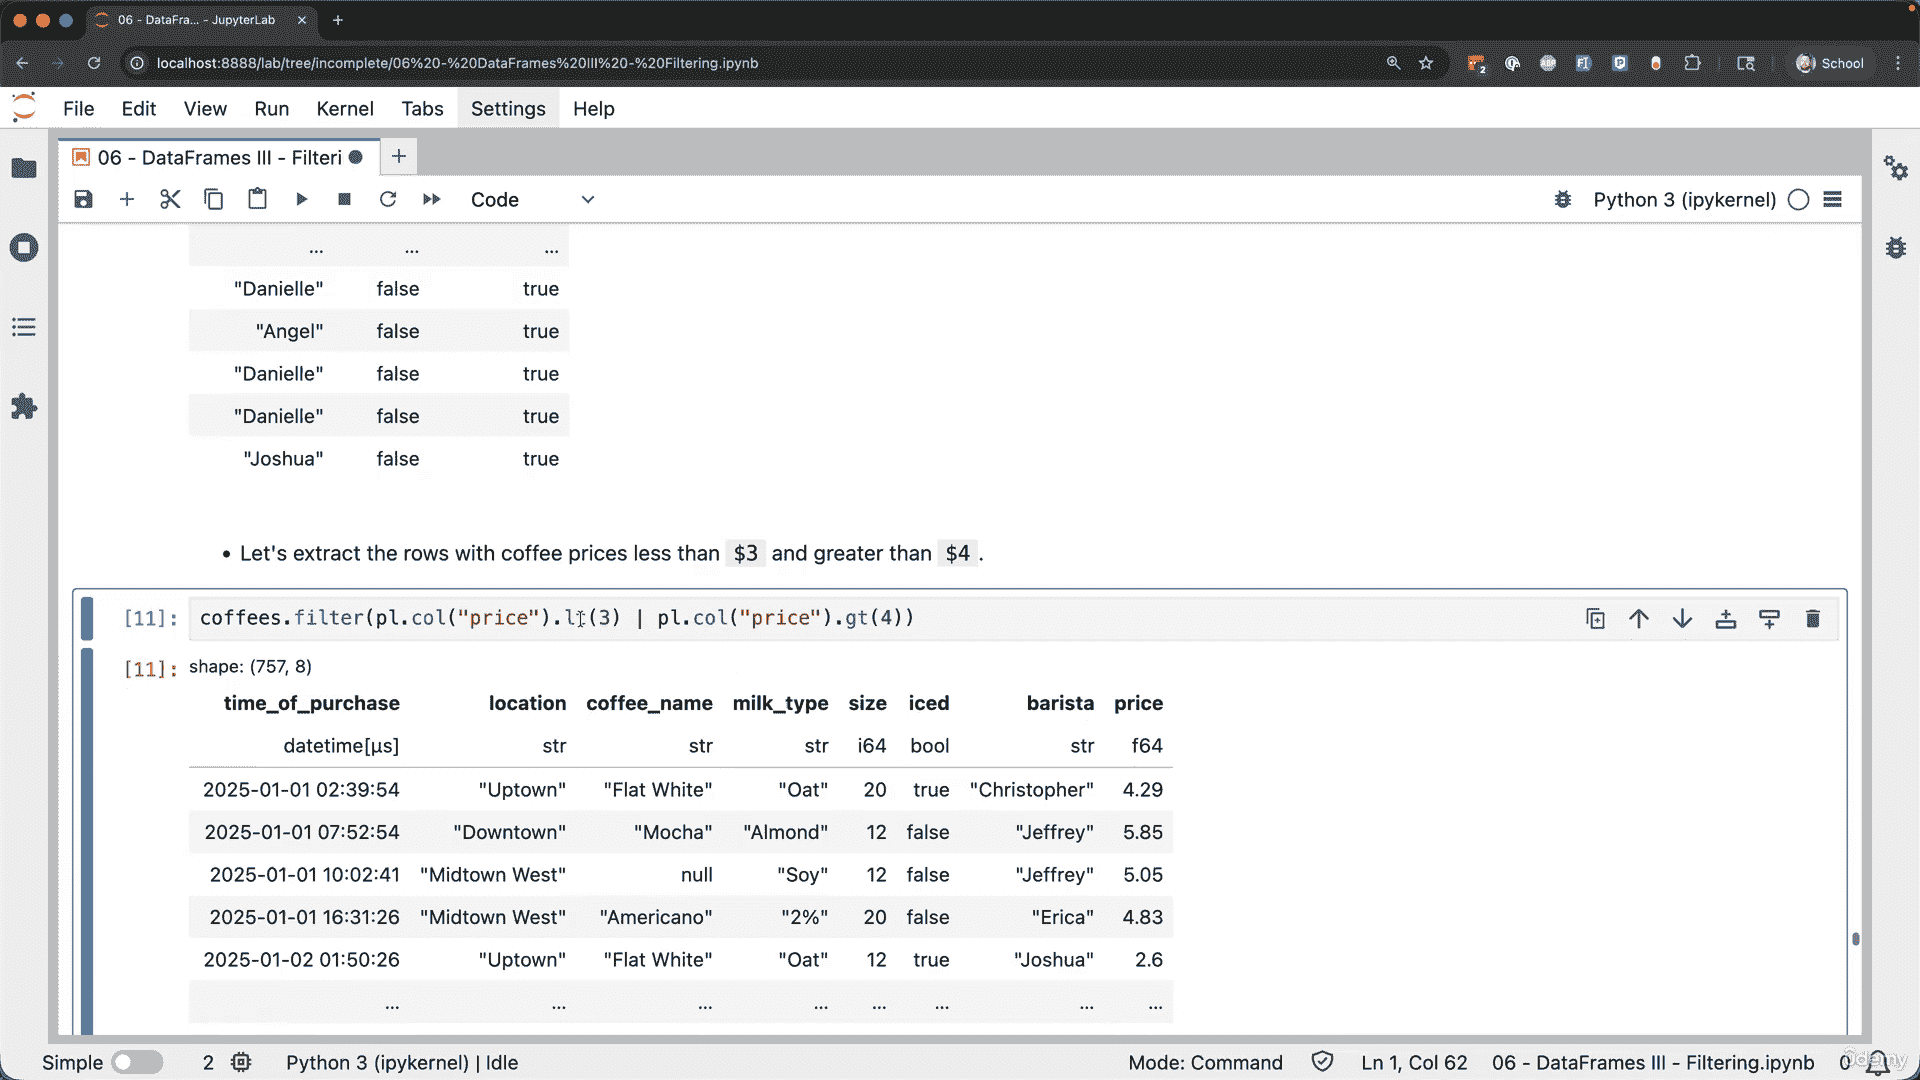 06 - DataFra... - JupyterLab
localhost:8888/lab/tree/incomplete/06%20-%20DataFrames%20III%20-%20Filtering.ipynb
2
ABP
School
File Edit View Run Kernel Tabs Settings Help
06 - DataFrames III - Filteri
Code
Python 3 (ipykernel)
... ... ...
"Danielle" false true
"Angel" false true
"Danielle" false true
"Danielle" false true
"Joshua" false true
• Let's extract the rows with coffee prices less than $3 and greater than $4.
[11]: coffees.filter(pl.col("price").lt(3) | pl.col("price").gt(4))
[11]: shape: (757, 8)
time_of_purchase location coffee_name milk_type size iced barista price
datetime[μs] str str str i64 bool str f64
2025-01-01 02:39:54 "Uptown" "Flat White" "Oat" 20 true "Christopher" 4.29
2025-01-01 07:52:54 "Downtown" "Mocha" "Almond" 12 false "Jeffrey" 5.85
2025-01-01 10:02:41 "Midtown West" null "Soy" 12 false "Jeffrey" 5.05
2025-01-01 16:31:26 "Midtown West" "Americano" "2%" 20 false "Erica" 4.83
2025-01-02 01:50:26 "Uptown" "Flat White" "Oat" 12 true "Joshua" 2.6
... ... ... ... ... ... ... ...
Simple 2 Python 3 (ipykernel) | Idle Mode: Command Ln 1, Col 62 06 - DataFrames III - Filtering.ipynb 0
Udemy